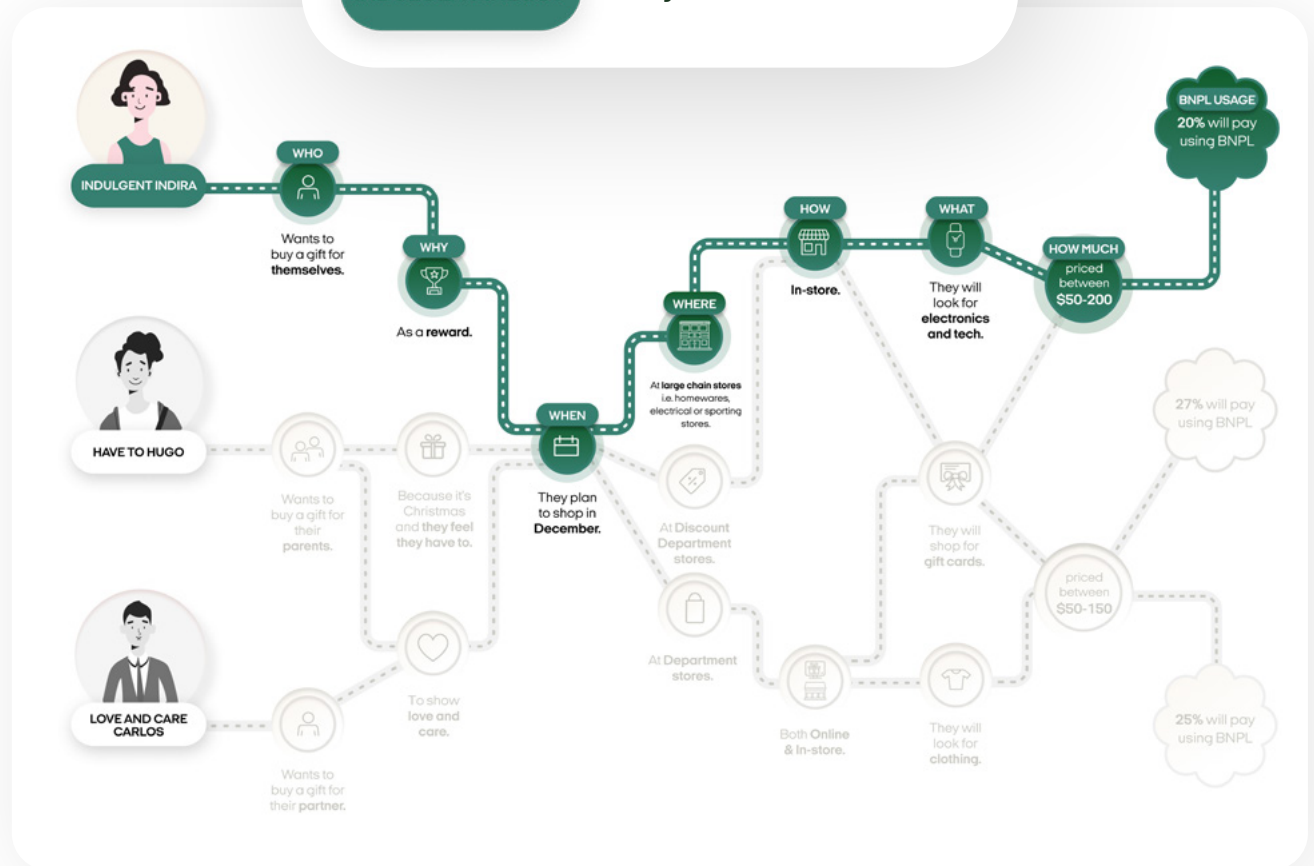 INDULGENT INDIRA
WHO
Wants to
buy a gift for
themselves.
WHY
As a reward.
WHEN
They plan
to shop in
December.
WHERE
At large chain stores
i.e. homewares,
electrical or sporting
stores.
HOW
In-store.
WHAT
They will
look for
electronics
and tech.
HOW MUCH
priced
between
$50-200
BNPL USAGE
20% will pay
using BNPL
HAVE TO HUGO
Wants to
buy a gift for
their
parents.
Because it's
Christmas
and they feel
they have to.
At Discount
Department
stores.
They will
shop for
gift cards.
27% will pay
using BNPL
LOVE AND CARE
CARLOS
Wants to
buy a gift for
their partner.
To show
love and
care.
At Department
stores.
Both Online
& In-store.
They will
look for
clothing.
priced
between
$50-150
25% will pay
using BNPL